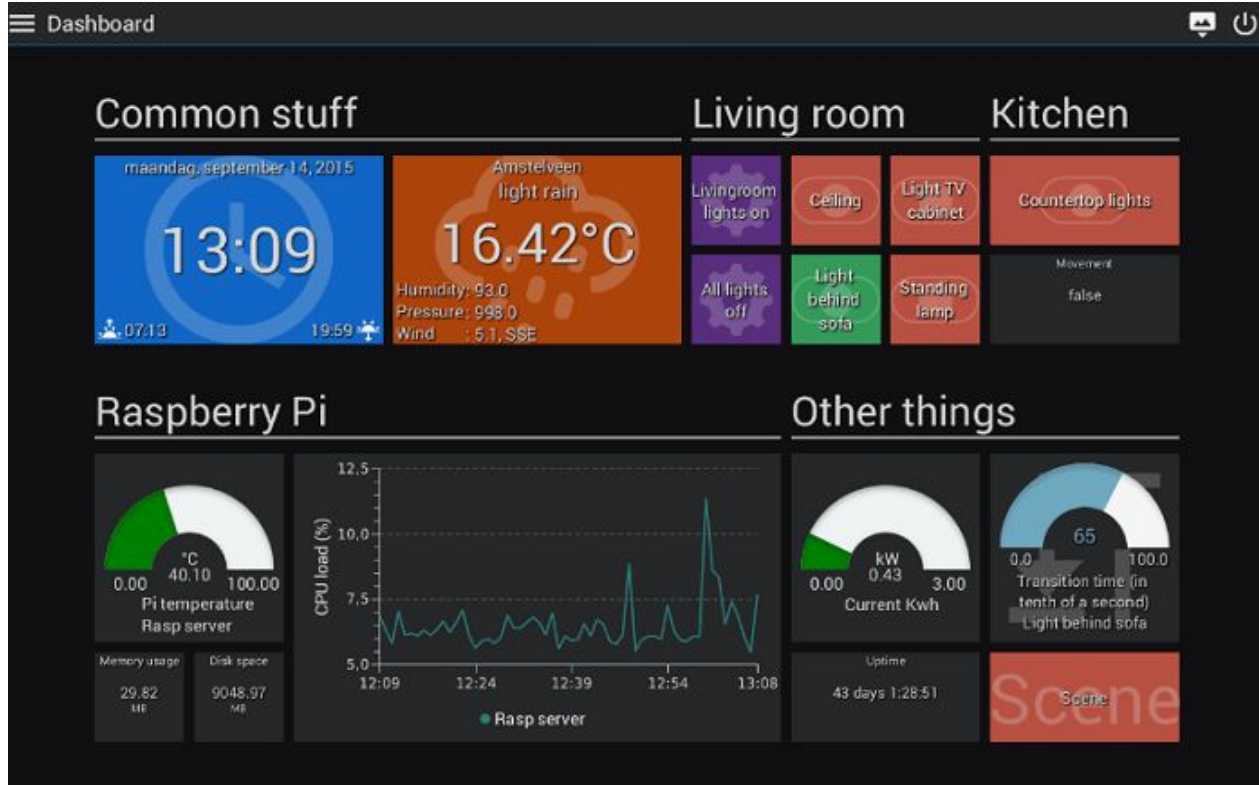 Dashboard
Common stuff
Living room
Kitchen
maandag, september 14, 2015
13:09
07:13
19:59
Amstelveen
light rain
16.42°C
Humidity: 93.0
Pressure: 998.0
Wind : 5.1, SSE
Livingroom
lights on
Ceiling
Light TV
cabinet
All lights
off
Light
behind
sofa
Standing
lamp
Countertop lights
Movement
false
Raspberry Pi
Other things
°C
40.10
0.00
100.00
Pi temperature
Rasp server
Memory usage
29.82
MB
Disk space
9048.97
MB
CPU load (%)
12,5
10,0
7,5
5,0
12:09
12:24
12:39
12:54
13:08
Rasp server
kW
0.43
0.00
3.00
Current Kwh
65
0.0
100.0
Transition time (in
tenth of a second)
Light behind sofa
Uptime
43 days 1:28:51
Scene
Scene